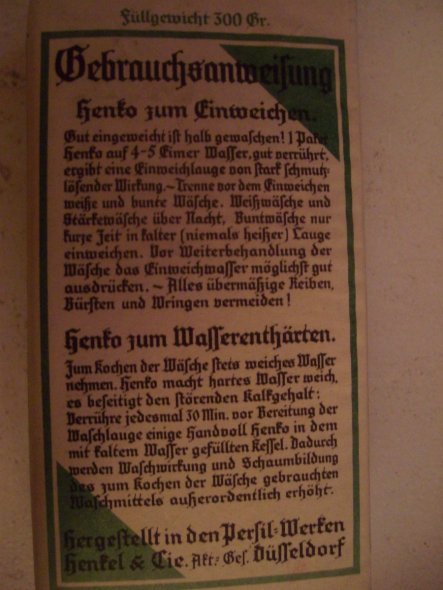 Füllgewicht 300 Gr.
Gebrauchsanweisung
Henko zum Einweichen.
Gut eingeweicht ist halb gewaschen! 1 Paket
Henko auf 4-5 Eimer Wasser, gut verrührt,
ergibt eine Einweichlauge von stark schmutz-
lösender Wirkung. ~ Trenne vor dem Einweichen
weiße und bunte Wäsche. Weißwäsche und
Stärkewäsche über Nacht, Buntwäsche nur
kurze Zeit in kalter (niemals heißer) Lauge
einweichen. Vor Weiterbehandlung der
Wäsche das Einweichwasser möglichst gut
ausdrücken. ~ Alles übermäßige Reiben,
Bürsten und Wringen vermeiden!
Henko zum Wasserenthärten.
Zum Kochen der Wäsche stets weiches Wasser
nehmen. Henko macht hartes Wasser weich,
es beseitigt den störenden Kalkgehalt:
Verrühre jedesmal 30 Min. vor Bereitung der
Waschlauge einige Handvoll Henko in dem
mit kaltem Wasser gefüllten Kessel. Dadurch
werden Waschwirkung und Schaumbildung
des zum Kochen der Wäsche gebrauchten
Waschmittels außerordentlich erhöht.
Hergestellt in den Persil-Werken
Henkel & Cie. Akt.-Ges. Düsseldorf